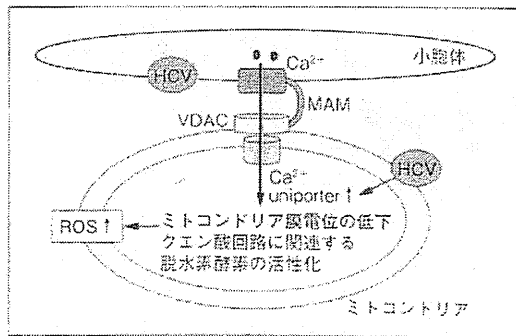 小胞体
Ca²⁺
HCV
MAM
VDAC
HCV
Ca²⁺
uniporter↑
ROS↑
ミトコンドリア膜電位の低下
クエン酸回路に関連する
脱水素酵素の活性化
ミトコンドリア